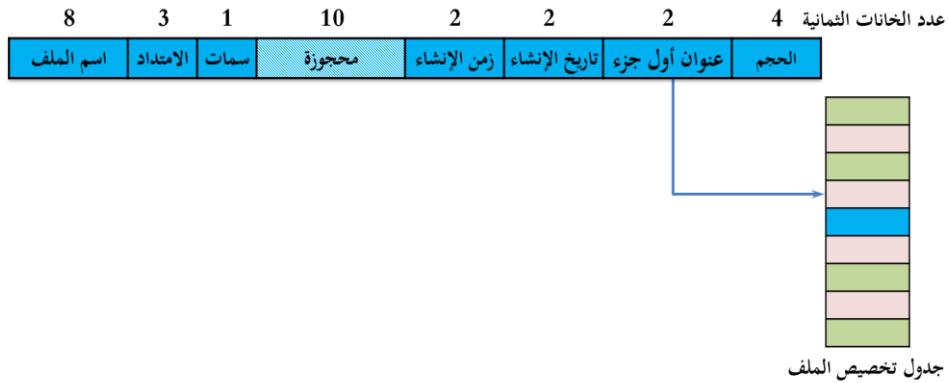 عدد الخانات الثمانية 4 2 2 2 10 1 3 8
الحجم عنوان أول جزء تاريخ الإنشاء زمن الإنشاء محجوزة سمات الامتداد اسم الملف
جدول تخصيص الملف